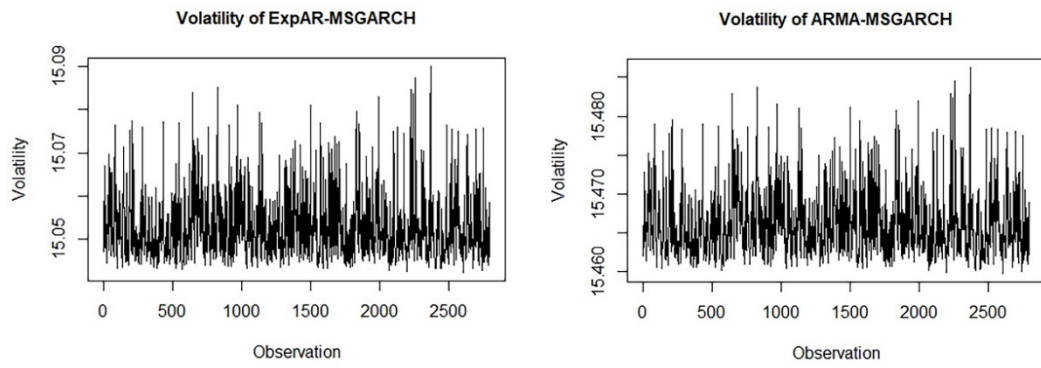 Volatility of ExpAR-MSGARCH
Volatility
15.09
15.07
15.05
0 500 1000 1500 2000 2500
Observation
Volatility of ARMA-MSGARCH
Volatility
15.480
15.470
15.460
0 500 1000 1500 2000 2500
Observation